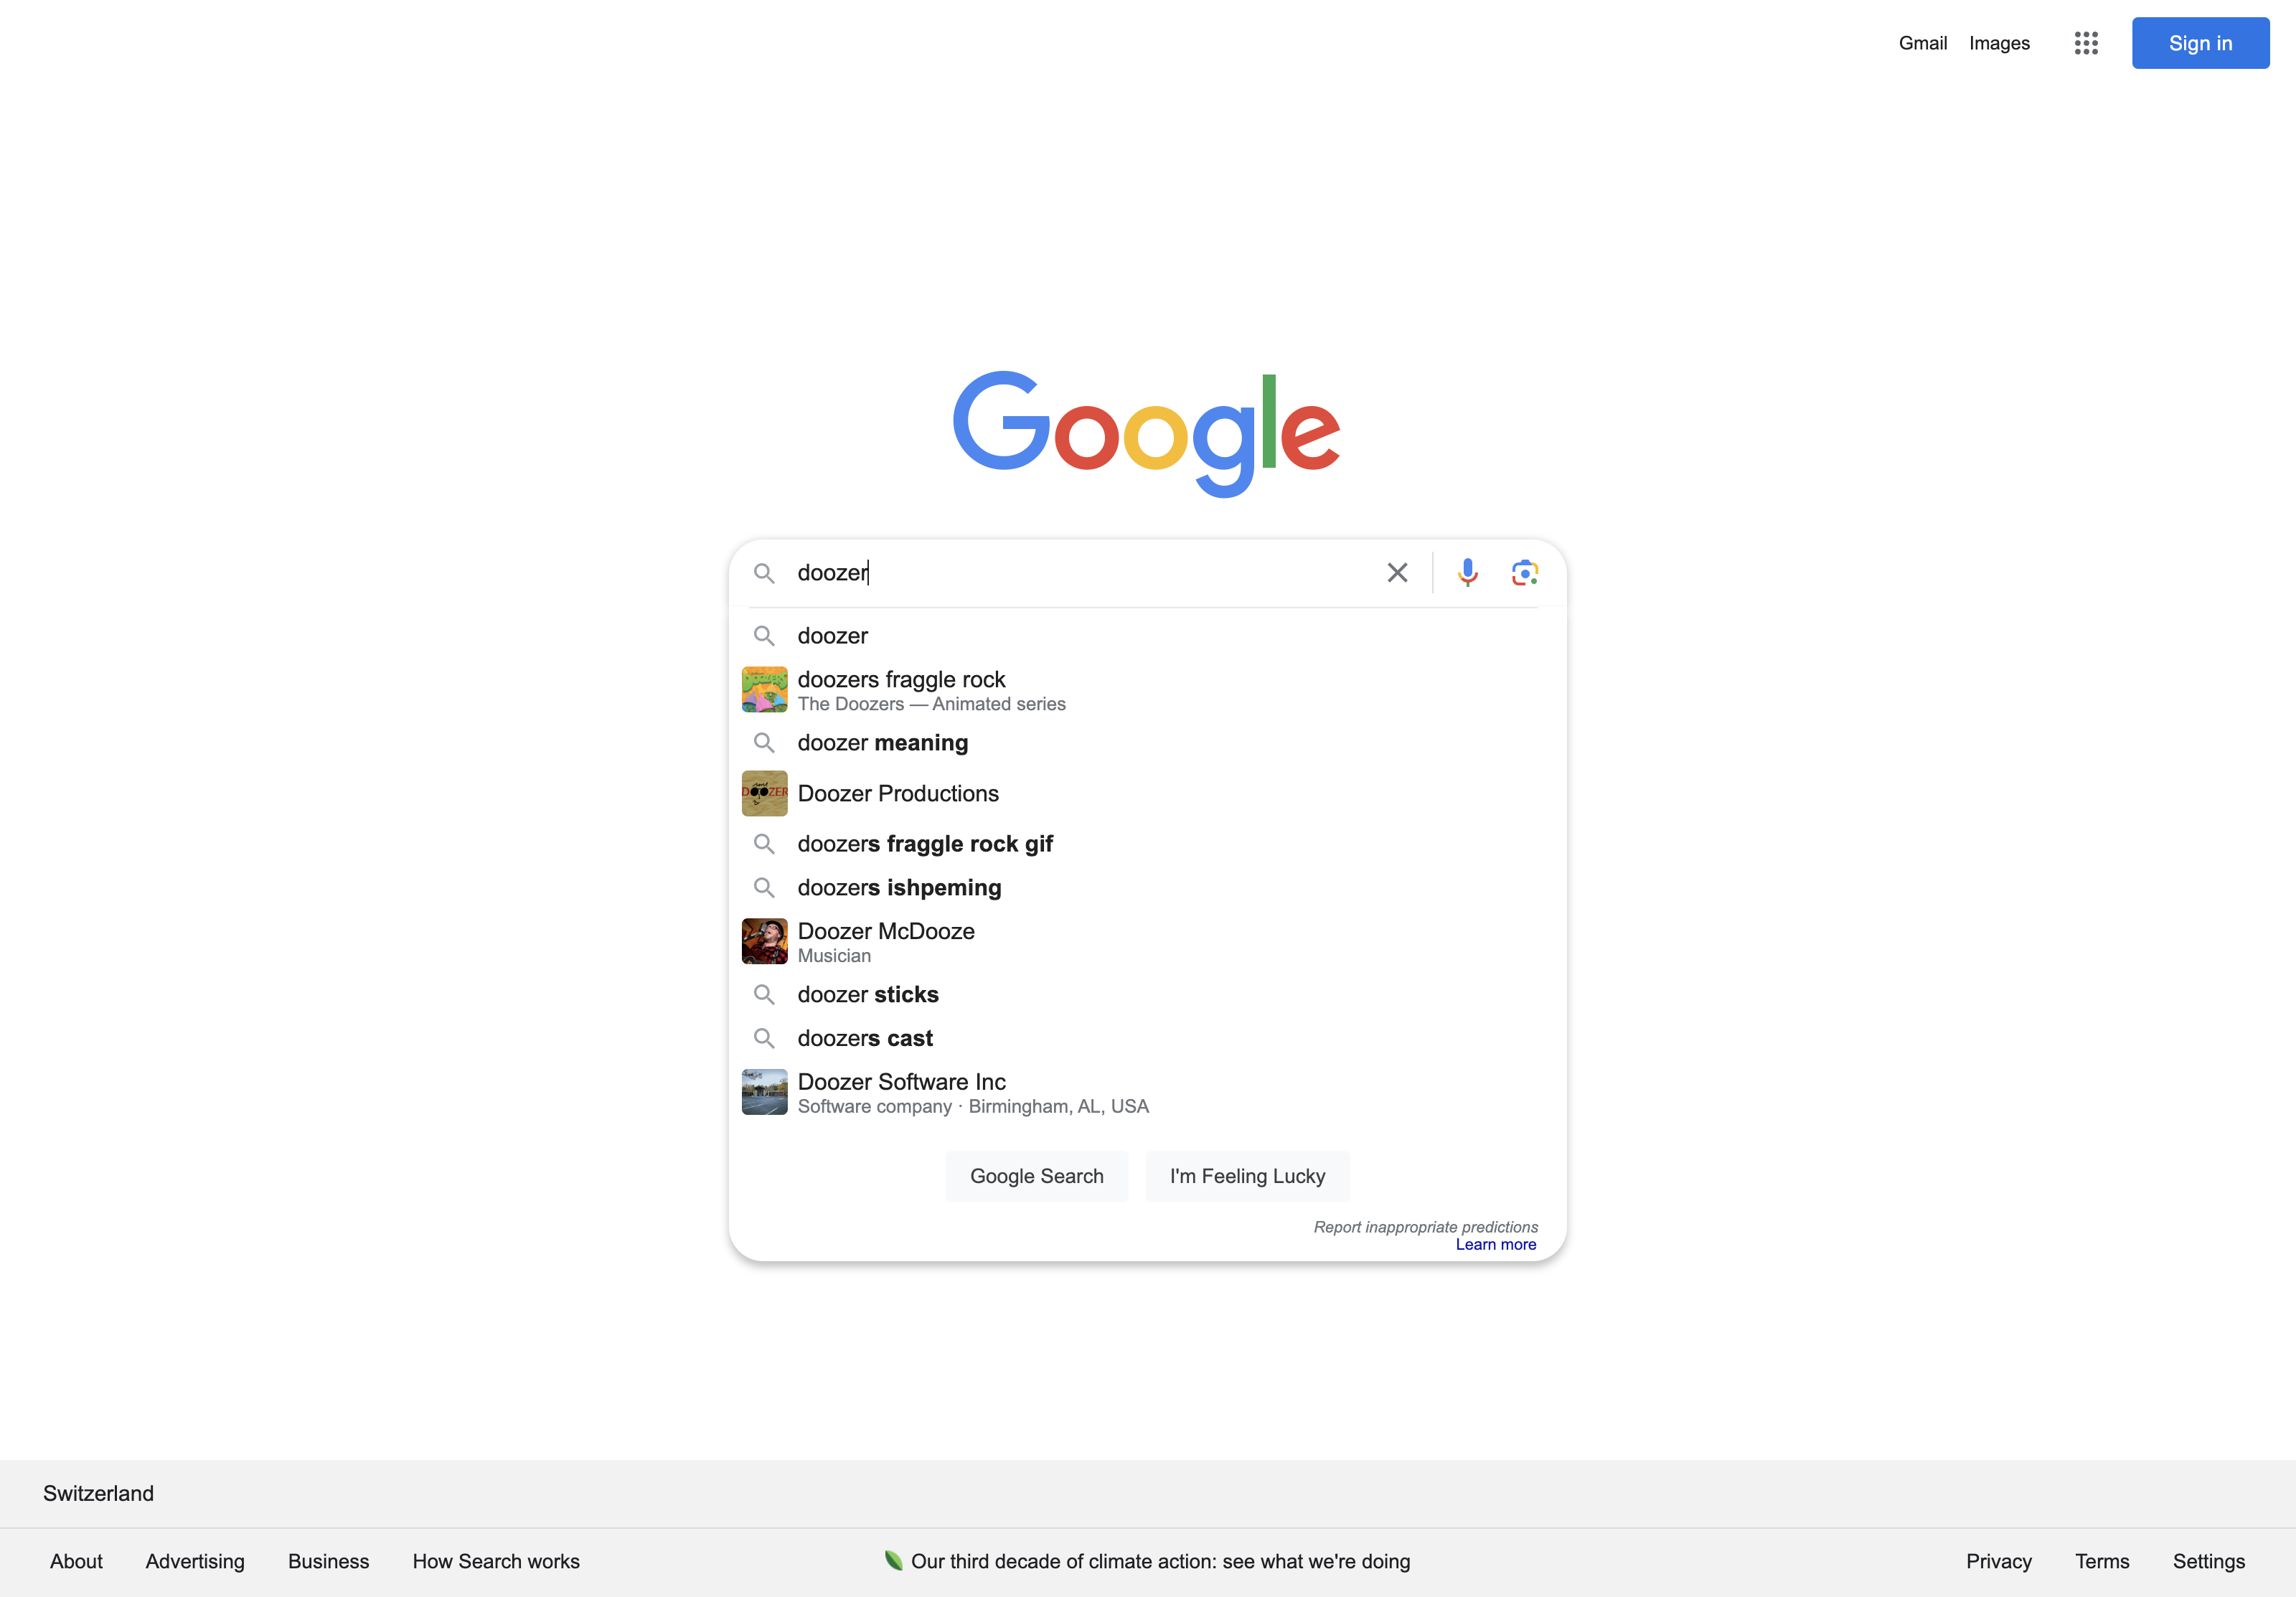 Gmail Images Sign in
Google
doozer
doozer
doozers fraggle rock
The Doozers — Animated series
doozer meaning
DOOZER
Doozer Productions
doozers fraggle rock gif
doozers ishpeming
Doozer McDooze
Musician
doozer sticks
doozers cast
Doozer Software Inc
Software company · Birmingham, AL, USA
Google Search I'm Feeling Lucky
Report inappropriate predictions
Learn more
Switzerland
About Advertising Business How Search works Our third decade of climate action: see what we're doing Privacy Terms Settings